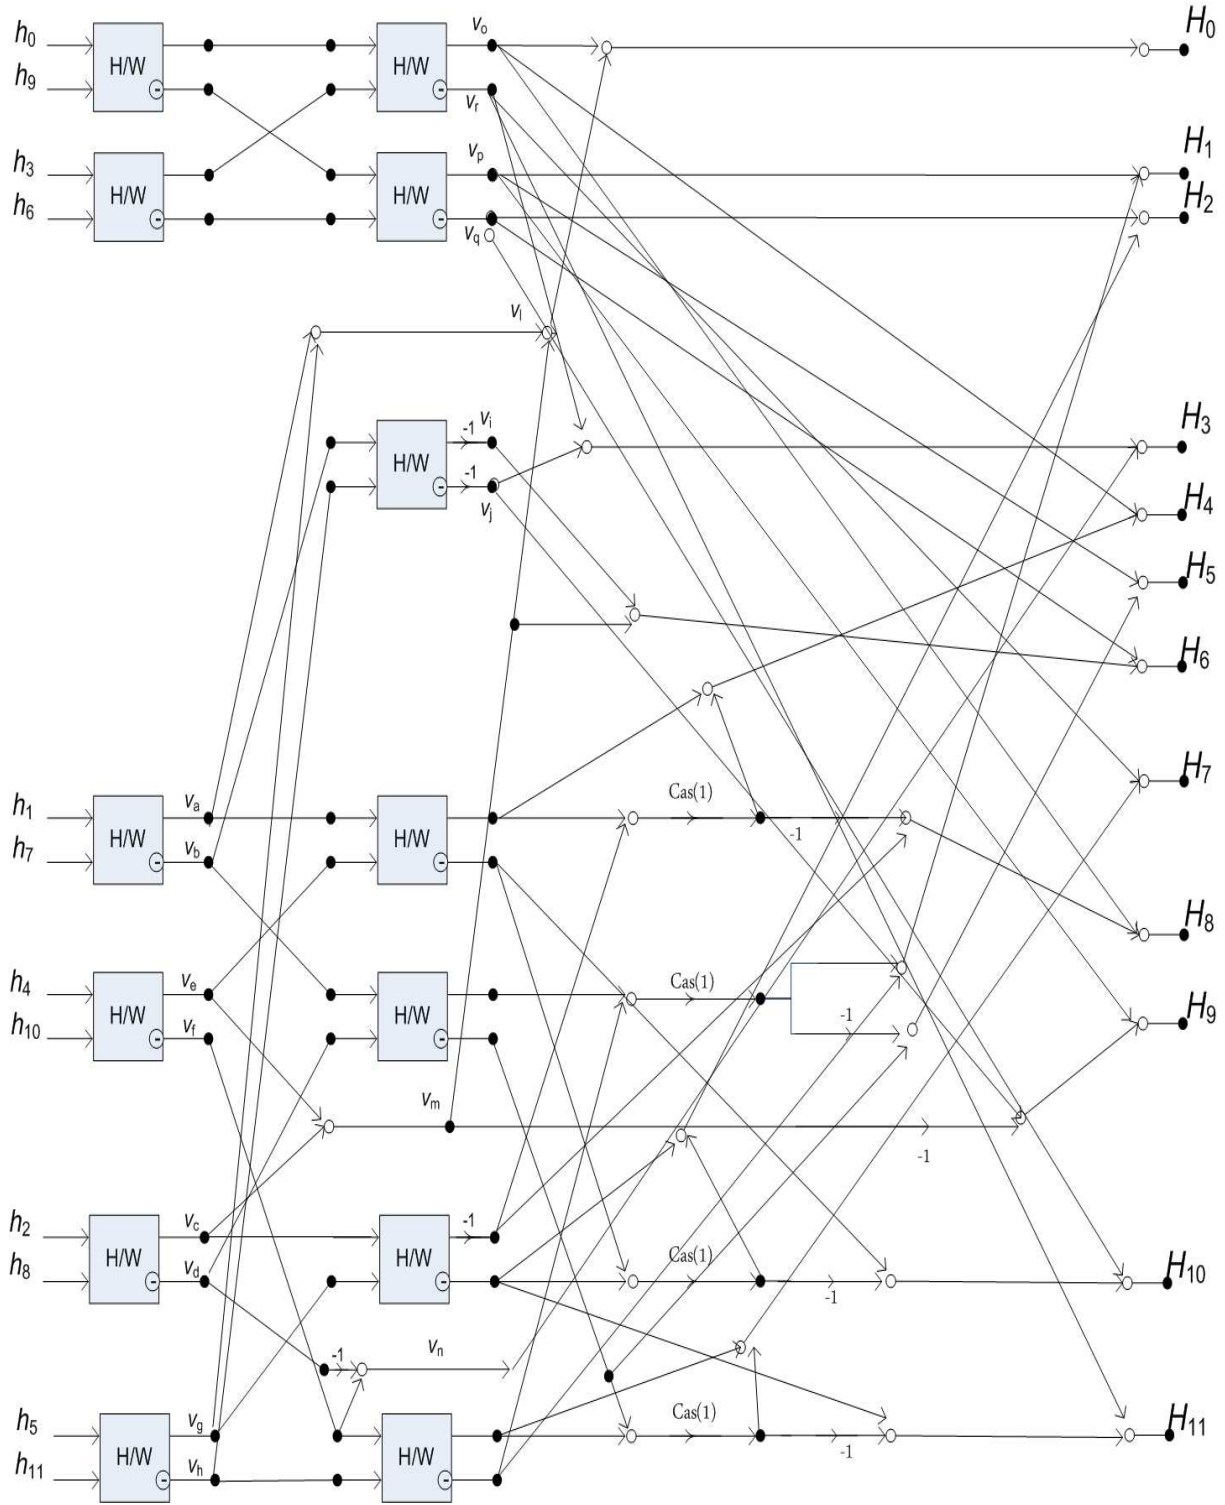 h0 H/W H/W vo H0
h9 vr
h3 H/W H/W vp H1
h6 vq H2
vl
-1 vi H3
H/W -1
vj H4
H5
H6
H7
h1 H/W va H/W Cas(1) -1
h7 vb
H8
h4 H/W ve H/W Cas(1)
h10 vf -1 H9
vm
-1
h2 H/W vc H/W -1
h8 vd Cas(1) -1 H10
-1 vn
h5 H/W vg H/W Cas(1) -1 H11
h11 vh